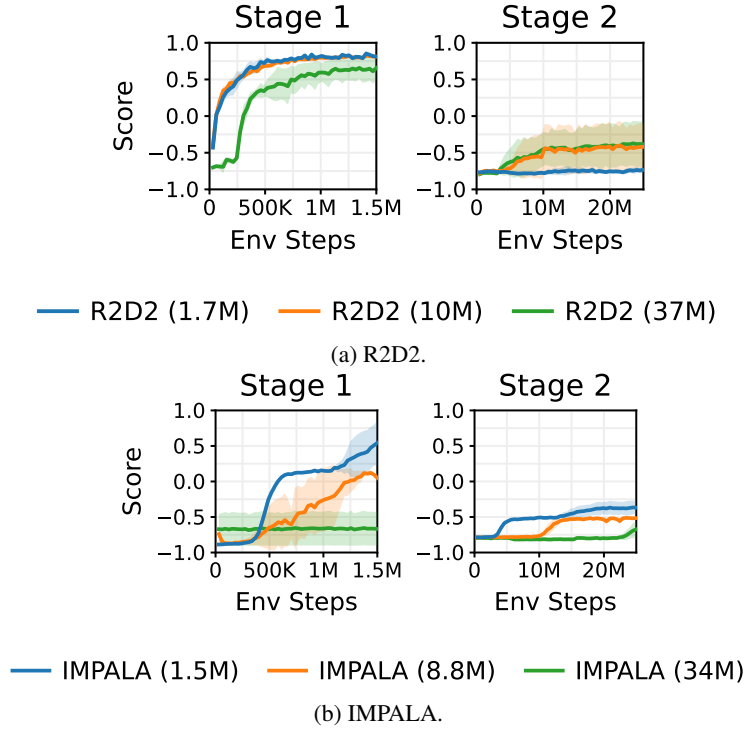 Stage 1 Stage 2
1.0 1.0
0.5 0.5
0.0 0.0
−0.5 −0.5
−1.0 −1.0
Score
0 500K 1M 1.5M 0 10M 20M
Env Steps Env Steps
R2D2 (1.7M) R2D2 (10M) R2D2 (37M)
(a) R2D2.
Stage 1 Stage 2
1.0 1.0
0.5 0.5
0.0 0.0
−0.5 −0.5
−1.0 −1.0
Score
0 500K 1M 1.5M 0 10M 20M
Env Steps Env Steps
IMPALA (1.5M) IMPALA (8.8M) IMPALA (34M)
(b) IMPALA.